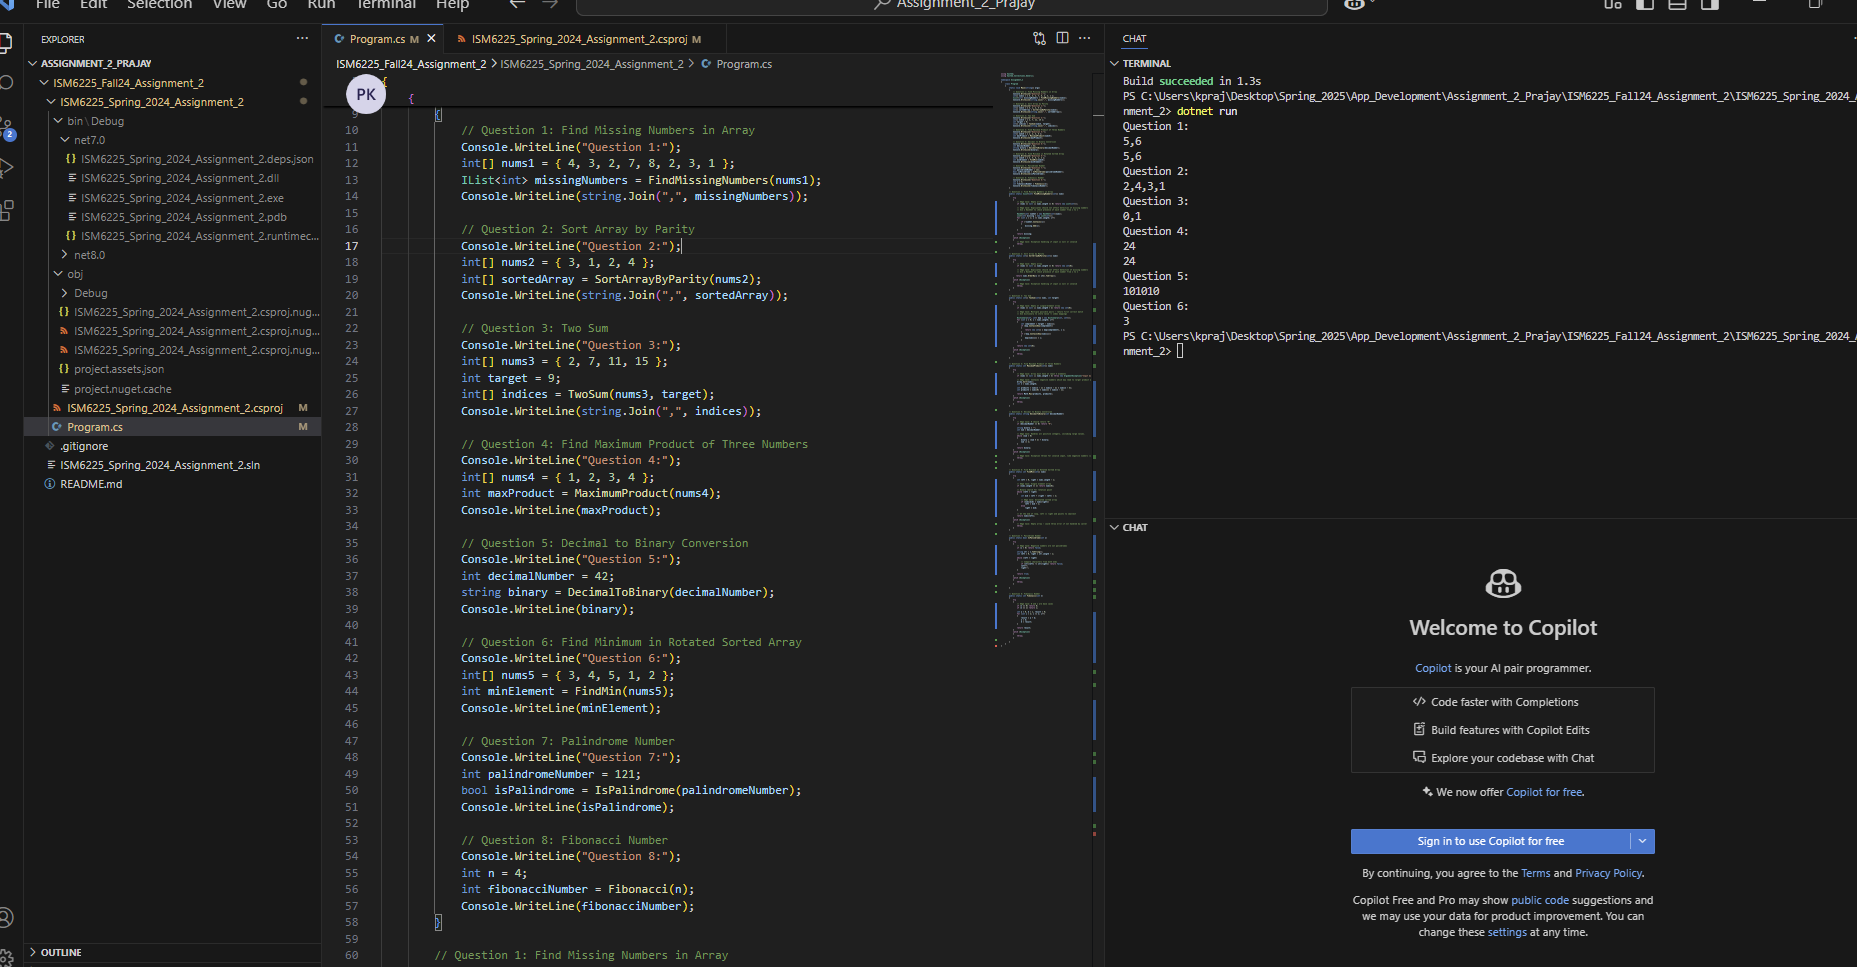 File Edit Selection View Go Run Terminal Help
Assignment_2_Prajay
EXPLORER
ASSIGNMENT_2_PRAJAY
ISM6225_Fall24_Assignment_2
ISM6225_Spring_2024_Assignment_2
bin \ Debug
net7.0
{} ISM6225_Spring_2024_Assignment_2.deps.json
ISM6225_Spring_2024_Assignment_2.dll
ISM6225_Spring_2024_Assignment_2.exe
ISM6225_Spring_2024_Assignment_2.pdb
{} ISM6225_Spring_2024_Assignment_2.runtimec...
net8.0
obj
Debug
{} ISM6225_Spring_2024_Assignment_2.csproj.nug...
ISM6225_Spring_2024_Assignment_2.csproj.nug...
ISM6225_Spring_2024_Assignment_2.csproj.nug...
{} project.assets.json
project.nuget.cache
ISM6225_Spring_2024_Assignment_2.csproj M
Program.cs M
.gitignore
ISM6225_Spring_2024_Assignment_2.sln
README.md
OUTLINE
2
Program.cs M
ISM6225_Spring_2024_Assignment_2.csproj M
ISM6225_Fall24_Assignment_2 > ISM6225_Spring_2024_Assignment_2 > Program.cs
PK
{
{
9 {
10 // Question 1: Find Missing Numbers in Array
11 Console.WriteLine("Question 1:");
12 int[] nums1 = { 4, 3, 2, 7, 8, 2, 3, 1 };
13 IList<int> missingNumbers = FindMissingNumbers(nums1);
14 Console.WriteLine(string.Join(",", missingNumbers));
15
16 // Question 2: Sort Array by Parity
17 Console.WriteLine("Question 2:");
18 int[] nums2 = { 3, 1, 2, 4 };
19 int[] sortedArray = SortArrayByParity(nums2);
20 Console.WriteLine(string.Join(",", sortedArray));
21
22 // Question 3: Two Sum
23 Console.WriteLine("Question 3:");
24 int[] nums3 = { 2, 7, 11, 15 };
25 int target = 9;
26 int[] indices = TwoSum(nums3, target);
27 Console.WriteLine(string.Join(",", indices));
28
29 // Question 4: Find Maximum Product of Three Numbers
30 Console.WriteLine("Question 4:");
31 int[] nums4 = { 1, 2, 3, 4 };
32 int maxProduct = MaximumProduct(nums4);
33 Console.WriteLine(maxProduct);
34
35 // Question 5: Decimal to Binary Conversion
36 Console.WriteLine("Question 5:");
37 int decimalNumber = 42;
38 string binary = DecimalToBinary(decimalNumber);
39 Console.WriteLine(binary);
40
41 // Question 6: Find Minimum in Rotated Sorted Array
42 Console.WriteLine("Question 6:");
43 int[] nums5 = { 3, 4, 5, 1, 2 };
44 int minElement = FindMin(nums5);
45 Console.WriteLine(minElement);
46
47 // Question 7: Palindrome Number
48 Console.WriteLine("Question 7:");
49 int palindromeNumber = 121;
50 bool isPalindrome = IsPalindrome(palindromeNumber);
51 Console.WriteLine(isPalindrome);
52
53 // Question 8: Fibonacci Number
54 Console.WriteLine("Question 8:");
55 int n = 4;
56 int fibonacciNumber = Fibonacci(n);
57 Console.WriteLine(fibonacciNumber);
58 }
59
60 // Question 1: Find Missing Numbers in Array
CHAT
TERMINAL
Build succeeded in 1.3s
PS C:\Users\kpraj\Desktop\Spring_2025\App_Development\Assignment_2_Prajay\ISM6225_Fall24_Assignment_2\ISM6225_Spring_2024_
nment_2> dotnet run
Question 1:
5,6
5,6
Question 2:
2,4,3,1
Question 3:
0,1
Question 4:
24
24
Question 5:
101010
Question 6:
3
PS C:\Users\kpraj\Desktop\Spring_2025\App_Development\Assignment_2_Prajay\ISM6225_Fall24_Assignment_2\ISM6225_Spring_2024_
nment_2>
CHAT
Welcome to Copilot
Copilot is your AI pair programmer.
Code faster with Completions
Build features with Copilot Edits
Explore your codebase with Chat
We now offer Copilot for free.
Sign in to use Copilot for free
By continuing, you agree to the Terms and Privacy Policy.
Copilot Free and Pro may show public code suggestions and
we may use your data for product improvement. You can
change these settings at any time.